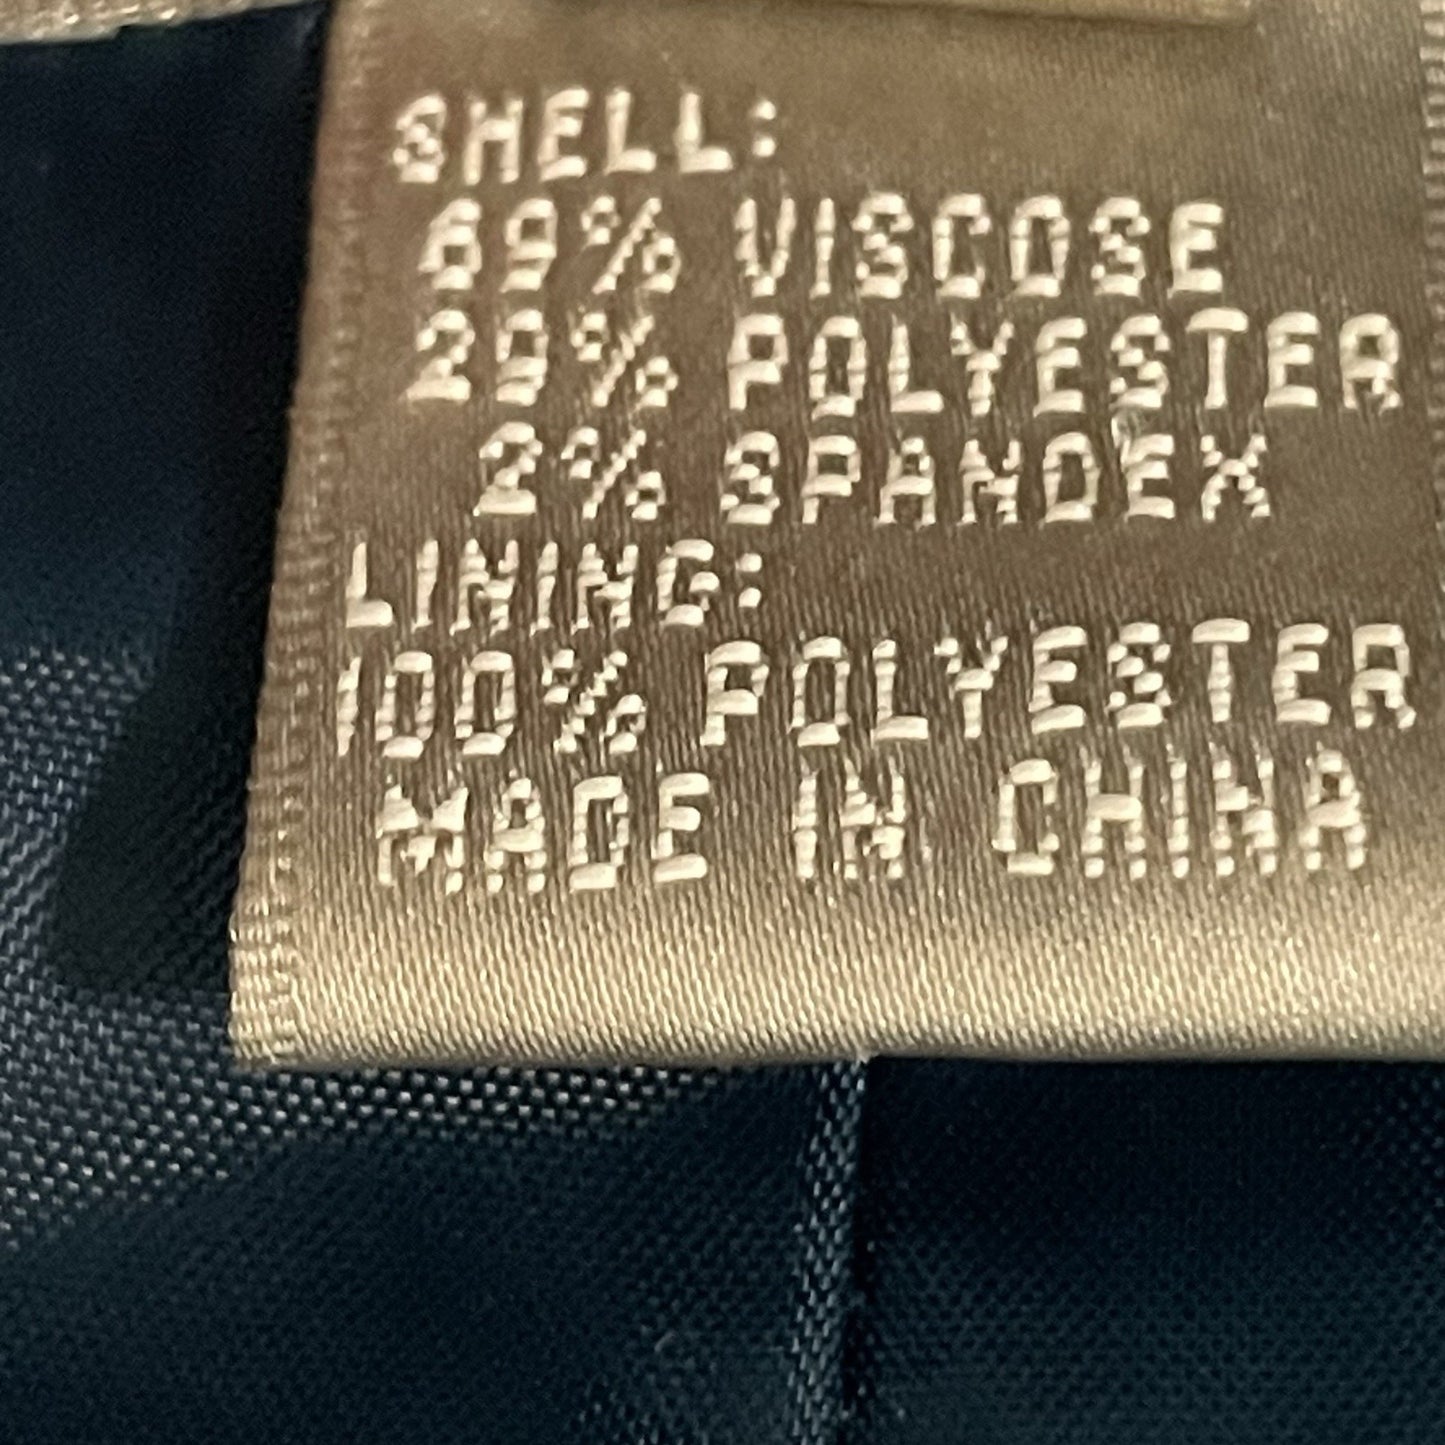 SHELL:
69% VISCOSE
29% POLYESTER
2% SPANDEX
LINING:
100% POLYESTER
MADE IN CHINA